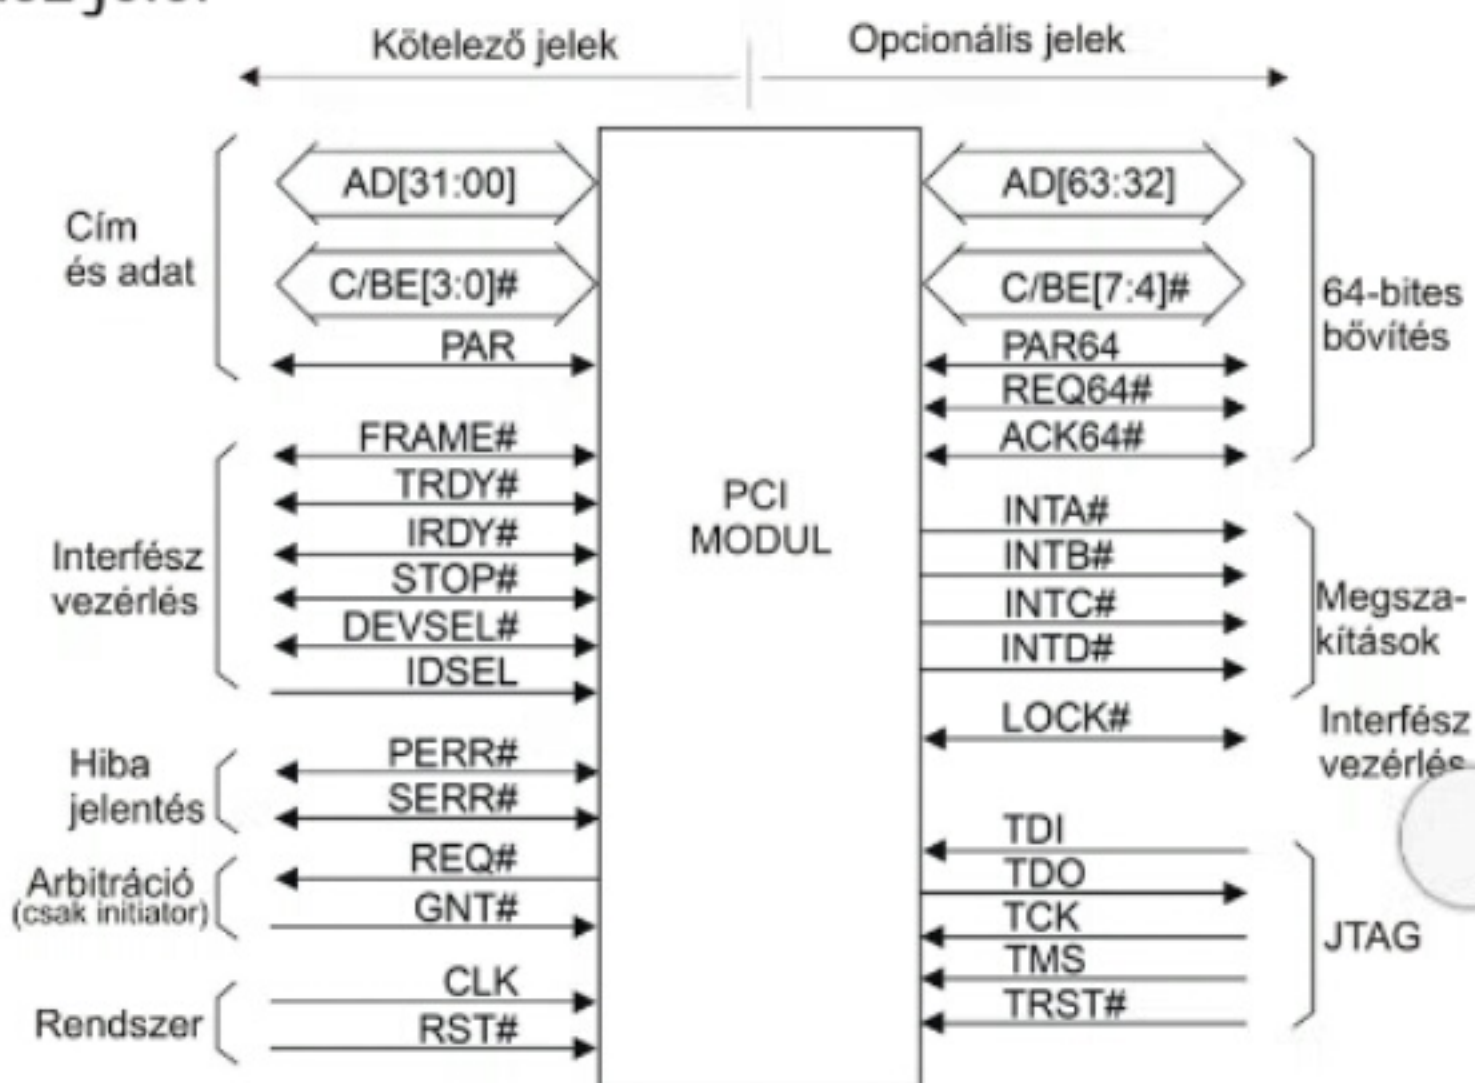 Kötelező jelek
Opcionális jelek
Cím
és adat
AD[31:00]
C/BE[3:0]#
PAR
Interfész
vezérlés
FRAME#
TRDY#
IRDY#
STOP#
DEVSEL#
IDSEL
Hiba
jelentés
PERR#
SERR#
Arbitráció
(csak initiator)
REQ#
GNT#
Rendszer
CLK
RST#
PCI
MODUL
AD[63:32]
C/BE[7:4]#
PAR64
REQ64#
ACK64#
64-bites
bővítés
INTA#
INTB#
INTC#
INTD#
Megsza-
kítások
LOCK#
Interfész
vezérlés
TDI
TDO
TCK
TMS
TRST#
JTAG